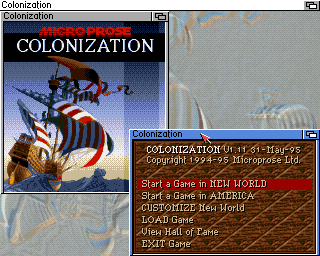 Colonization
Colonization
MICROPROSE
COLONIZATION
Colonization
COLONIZATION V1.11 31-May-95
Copyright 1994-95 Microprose Ltd.
Start a Game in NEW WORLD
Start a Game in AMERICA
CUSTOMIZE New World
LOAD Game
View Hall of Fame
EXIT Game